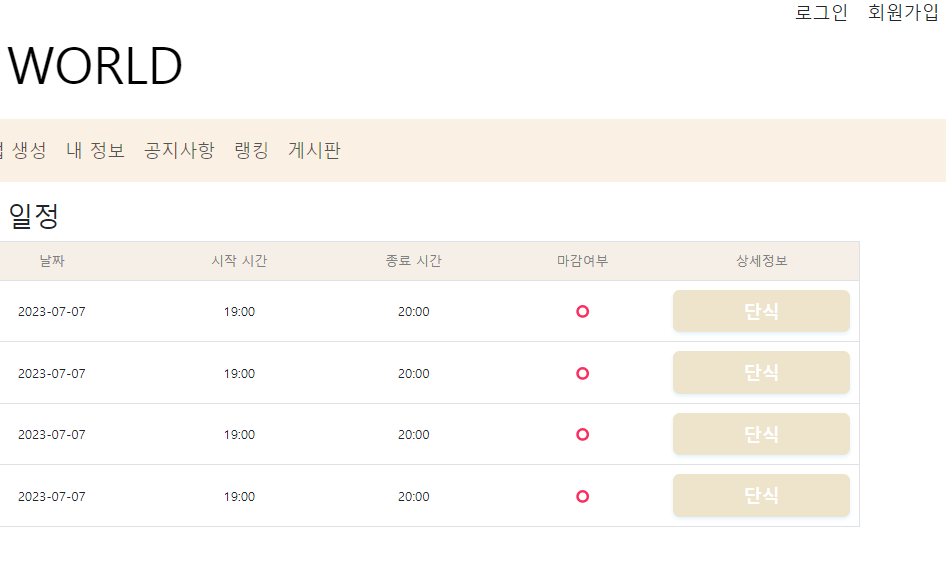 로그인 회원가입
WORLD
생성 내 정보 공지사항 랭킹 게시판
일정
날짜 시작 시간 종료 시간 마감여부 상세정보
2023-07-07 19:00 20:00 단식
2023-07-07 19:00 20:00 단식
2023-07-07 19:00 20:00 단식
2023-07-07 19:00 20:00 단식